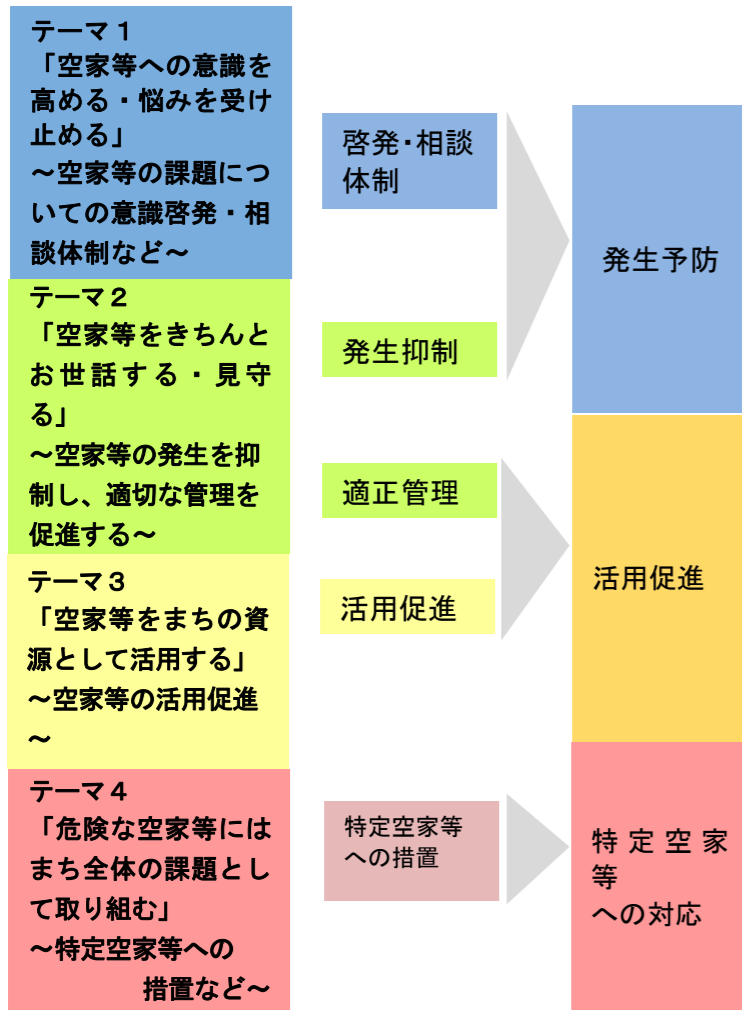 テーマ１
「空家等への意識を
高める・悩みを受け
止める」
～空家等の課題につ
いての意識啓発・相
談体制など～
テーマ２
「空家等をきちんと
お世話する・見守
る」
～空家等の発生を抑
制し、適切な管理を
促進する～
テーマ３
「空家等をまちの資
源として活用する」
～空家等の活用促進
～
テーマ４
「危険な空家等には
まち全体の課題とし
て取り組む」
～特定空家等への
措置など～
啓発・相談
体制
発生抑制
適正管理
活用促進
特定空家等
への措置
発生予防
活用促進
特定空家
等
への対応